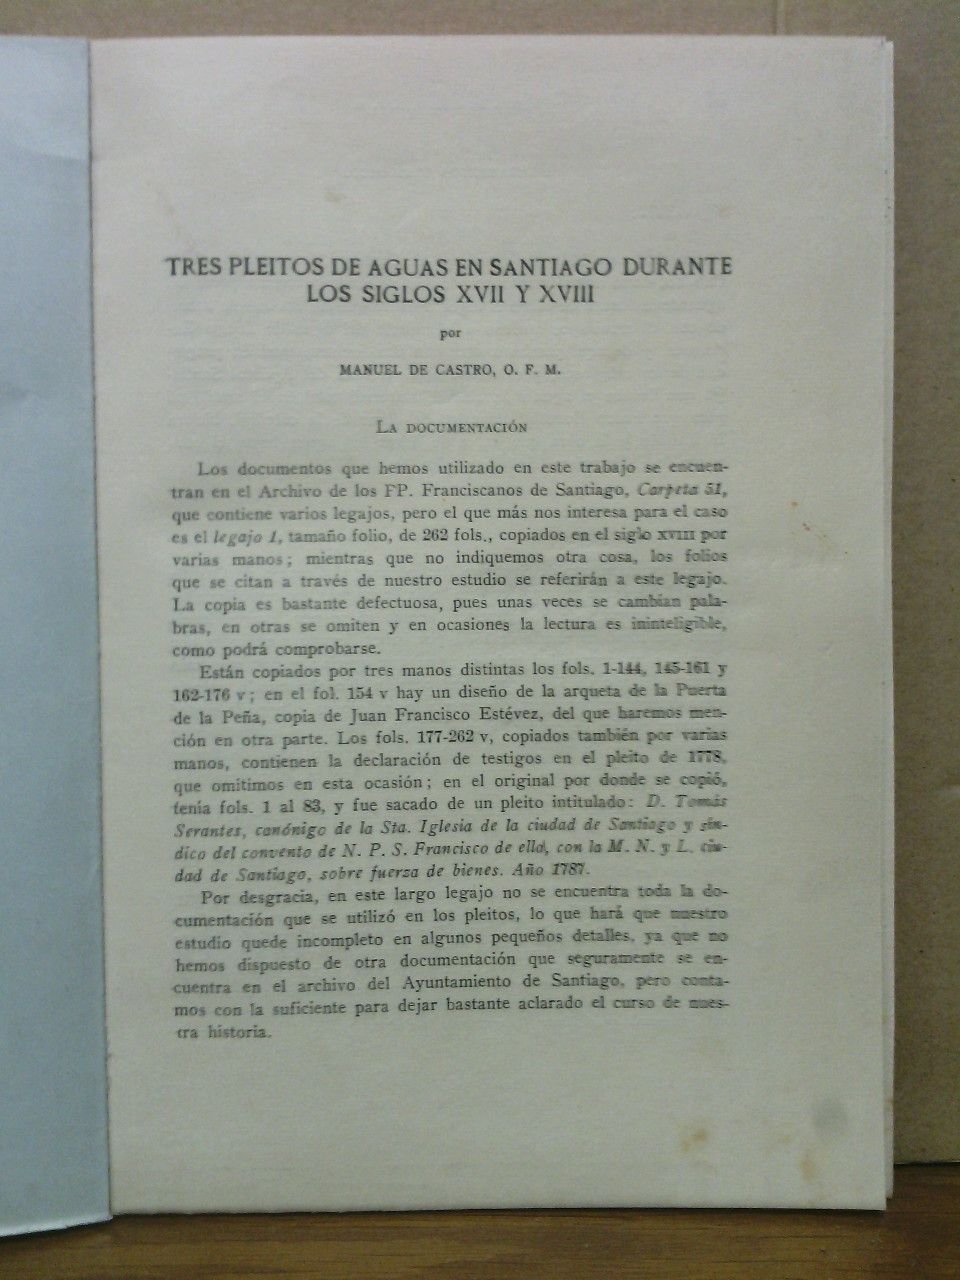 TRES PLEITOS DE AGUAS EN SANTIAGO DURANTE
LOS SIGLOS XVII Y XVIII
por
MANUEL DE CASTRO, O. F. M.
LA DOCUMENTACIÓN
Los documentos que hemos utilizado en este trabajo se encuen-
tran en el Archivo de los PP. Franciscanos de Santiago, Carpeta 51,
que contiene varios legajos, pero el que más nos interesa para el caso
es el legajo 1, tamaño folio, de 262 fols., copiados en el siglo XVIII por
varias manos; mientras que no indiquemos otra cosa, los folios
que se citan a través de nuestro estudio se referirán a este legajo.
La copia es bastante defectuosa, pues unas veces se cambian pala-
bras, en otras se omiten y en ocasiones la lectura es ininteligible,
como podrá comprobarse.
Están copiados por tres manos distintas los fols. 1-144, 145-161 y
162-176 v; en el fol. 154 v hay un diseño de la arqueta de la Puerta
de la Peña, copia de Juan Francisco Estévez, del que haremos men-
ción en otra parte. Los fols. 177-262 v, copiados también por varias
manos, contienen la declaración de testigos en el pleito de 1778,
que omitimos en esta ocasión; en el original por donde se copió,
tenía fols. 1 al 83, y fue sacado de un pleito intitulado: D. Tomás
Serantes, canónigo de la Sta. Iglesia de la ciudad de Santiago y sín-
dico del convento de N. P. S. Francisco de ella, con la M. N. y L. ciu-
dad de Santiago, sobre fuerza de bienes. Año 1787.
Por desgracia, en este largo legajo no se encuentra toda la do-
cumentación que se utilizó en los pleitos, lo que hará que nuestro
estudio quede incompleto en algunos pequeños detalles, ya que no
hemos dispuesto de otra documentación que seguramente se en-
cuentra en el archivo del Ayuntamiento de Santiago, pero conta-
mos con la suficiente para dejar bastante aclarado el curso de nues-
tra historia.